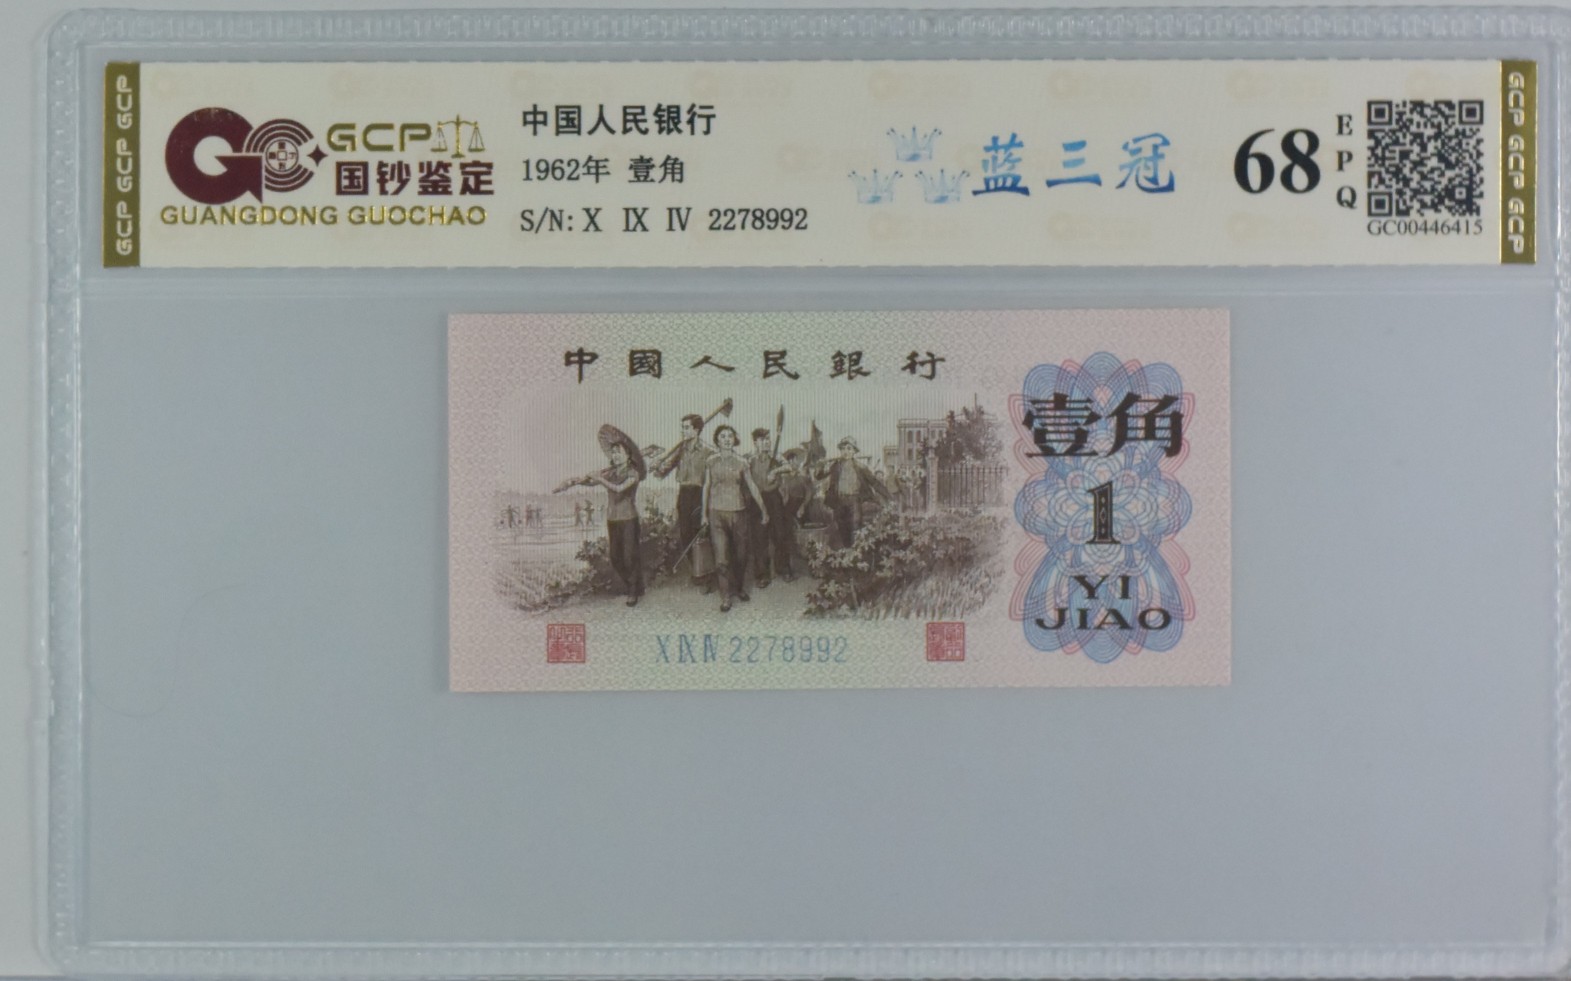 GCP GCP GCP
GCP
国钞鉴定
GUANGDONG GUOCHAO
中国人民银行
1962年 壹角
S/N: X IX IV 2278992
蓝三冠
68
EPQ
GC00446415
GCP GCP GCP
中國人民銀行
壹角
1
YI
JIAO
X IX IV 2278992